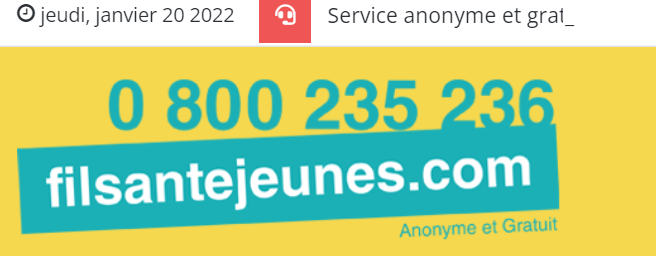 jeudi, janvier 20 2022
Service anonyme et grat_
0 800 235 236
filsantejeunes.com
Anonyme et Gratuit